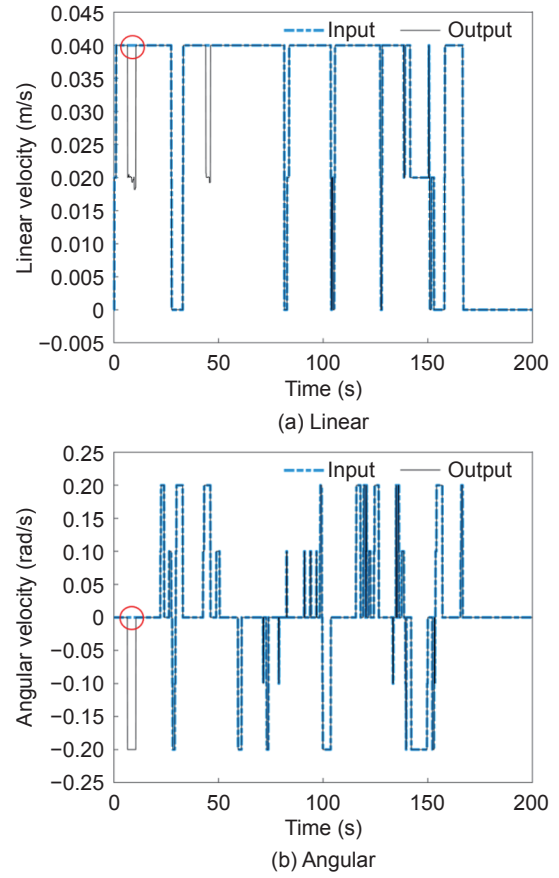 Input Output
Linear velocity (m/s)
0.045
0.040
0.035
0.030
0.025
0.020
0.015
0.010
0.005
0
−0.005
0 50 100 150 200
Time (s)
(a) Linear
Input Output
Angular velocity (rad/s)
0.25
0.20
0.15
0.10
0.05
0
−0.05
−0.10
−0.15
−0.20
−0.25
0 50 100 150 200
Time (s)
(b) Angular